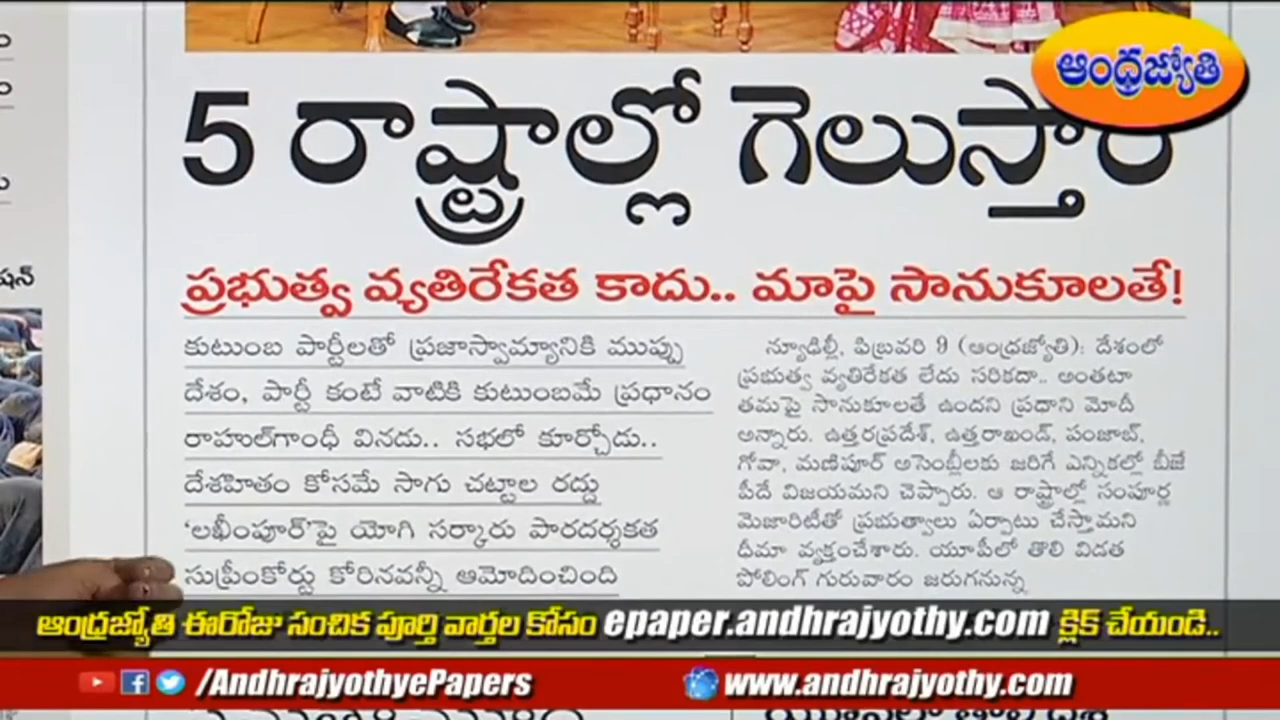 ఆంధ్రజ్యోతి
5 రాష్ట్రాల్లో గెలుస్తాం
ప్రభుత్వ వ్యతిరేకత కాదు.. మాపై సానుకూలతే!
షన్
కుటుంబ పార్టీలతో ప్రజాస్వామ్యానికి ముప్పు
దేశం, పార్టీ కంటే వాటికి కుటుంబమే ప్రధానం
రాహుల్‌గాంధీ వినడు.. సభలో కూర్చోడు..
దేశహితం కోసమే సాగు చట్టాల రద్దు
‘లఖీంపూర్’పై యోగి సర్కారు పారదర్శకత
సుప్రీంకోర్టు కోరినవన్నీ ఆమోదించింది
న్యూఢిల్లీ, ఫిబ్రవరి 9 (ఆంధ్రజ్యోతి): దేశంలో
ప్రభుత్వ వ్యతిరేకత లేదు సరికదా.. అంతటా
తమపై సానుకూలతే ఉందని ప్రధాని మోదీ
అన్నారు. ఉత్తరప్రదేశ్, ఉత్తరాఖండ్, పంజాబ్,
గోవా, మణిపూర్ అసెంబ్లీలకు జరిగే ఎన్నికల్లో బీజే
పీదే విజయమని చెప్పారు. ఆ రాష్ట్రాల్లో సంపూర్ణ
మెజారిటీతో ప్రభుత్వాలు ఏర్పాటు చేస్తామని
ధీమా వ్యక్తంచేశారు. యూపీలో తొలి విడత
పోలింగ్ గురువారం జరుగనున్న
ఆంధ్రజ్యోతి ఈరోజు సంచిక పూర్తి వార్తల కోసం epaper.andhrajyothy.com క్లిక్ చేయండి..
/AndhrajyothyePapers www.andhrajyothy.com